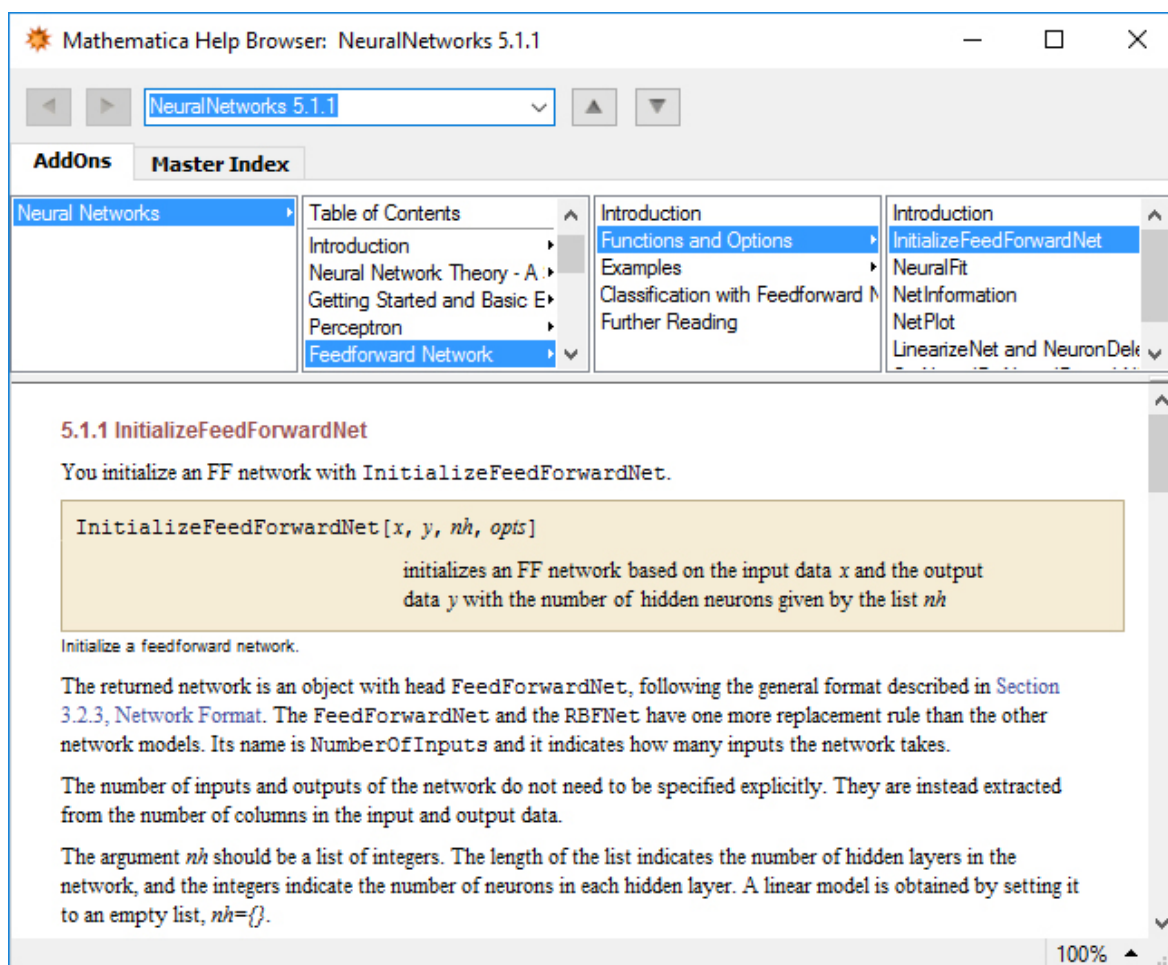 Mathematica Help Browser: NeuralNetworks 5.1.1
NeuralNetworks 5.1.1
AddOns
Master Index
Neural Networks
Table of Contents
Introduction
Neural Network Theory - A
Getting Started and Basic E
Perceptron
Feedforward Network
Introduction
Functions and Options
Examples
Classification with Feedforward N
Further Reading
Introduction
InitializeFeedForwardNet
NeuralFit
NetInformation
NetPlot
LinearizeNet and NeuronDele
5.1.1 InitializeFeedForwardNet
You initialize an FF network with InitializeFeedForwardNet.
InitializeFeedForwardNet[x, y, nh, opts]
initializes an FF network based on the input data x and the output
data y with the number of hidden neurons given by the list nh
Initialize a feedforward network.
The returned network is an object with head FeedForwardNet, following the general format described in Section
3.2.3, Network Format. The FeedForwardNet and the RBFNet have one more replacement rule than the other
network models. Its name is NumberOfInputs and it indicates how many inputs the network takes.
The number of inputs and outputs of the network do not need to be specified explicitly. They are instead extracted
from the number of columns in the input and output data.
The argument nh should be a list of integers. The length of the list indicates the number of hidden layers in the
network, and the integers indicate the number of neurons in each hidden layer. A linear model is obtained by setting it
to an empty list, nh={}.
100%